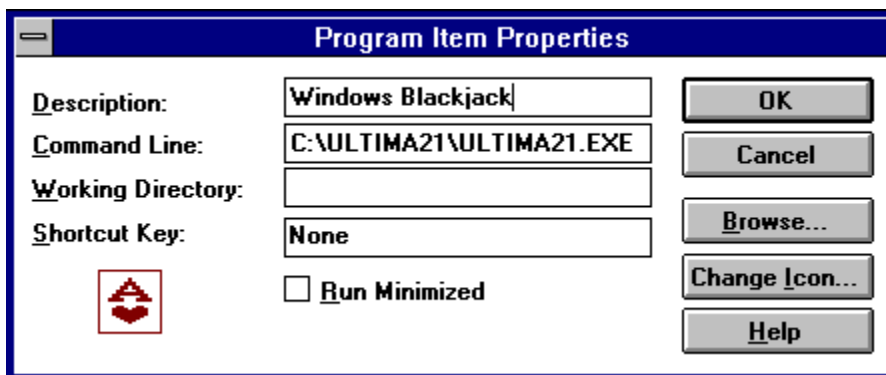 Program Item Properties
Description: Windows Blackjack OK
Command Line: C:\ULTIMA21\ULTIMA21.EXE Cancel
Working Directory:
Shortcut Key: None Browse...
Run Minimized Change Icon...
Help
A